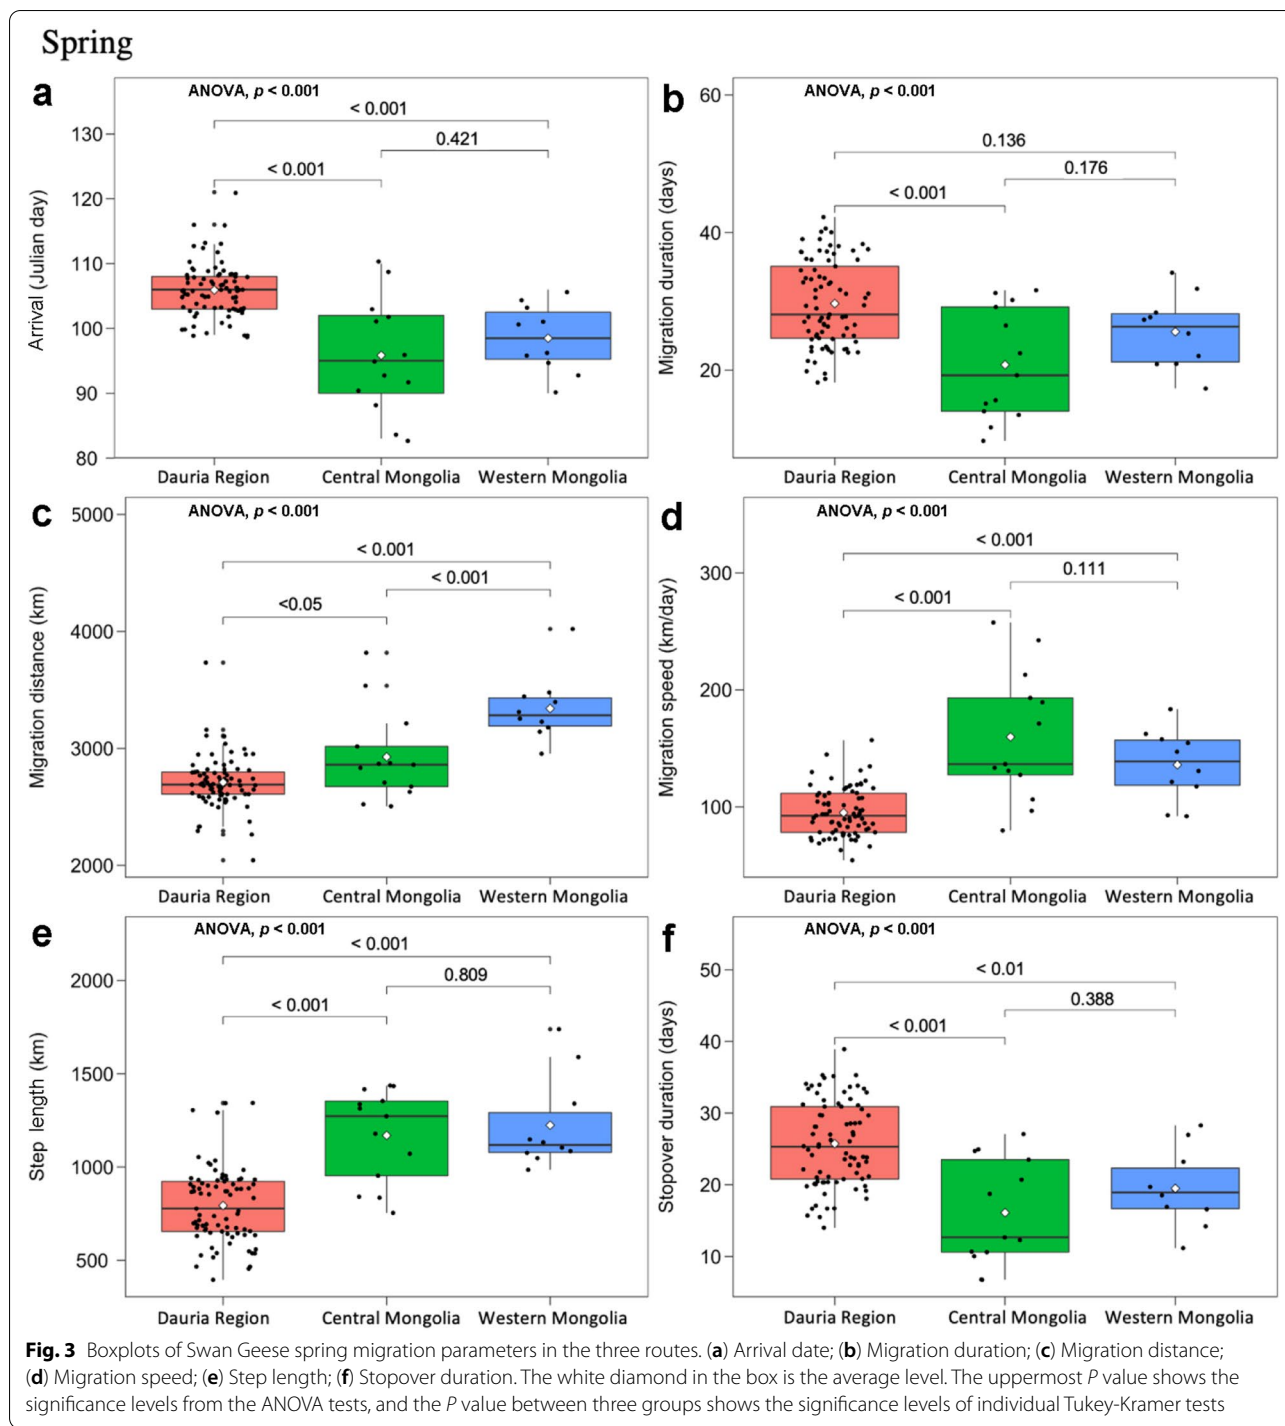 Spring
a
ANOVA, p < 0.001
< 0.001
0.421
< 0.001
130
120
110
100
90
80
Arrival (Julian day)
Dauria Region Central Mongolia Western Mongolia
b
ANOVA, p < 0.001
0.136
0.176
< 0.001
60
40
20
Migration duration (days)
Dauria Region Central Mongolia Western Mongolia
c
ANOVA, p < 0.001
< 0.001
< 0.001
<0.05
5000
4000
3000
2000
Migration distance (km)
Dauria Region Central Mongolia Western Mongolia
d
ANOVA, p < 0.001
< 0.001
0.111
< 0.001
300
200
100
Migration speed (km/day)
Dauria Region Central Mongolia Western Mongolia
e
ANOVA, p < 0.001
< 0.001
0.809
< 0.001
2000
1500
1000
500
Step length (km)
Dauria Region Central Mongolia Western Mongolia
f
ANOVA, p < 0.001
< 0.01
0.388
< 0.001
50
40
30
20
10
Stopover duration (days)
Dauria Region Central Mongolia Western Mongolia
Fig. 3 Boxplots of Swan Geese spring migration parameters in the three routes. (a) Arrival date; (b) Migration duration; (c) Migration distance;
(d) Migration speed; (e) Step length; (f) Stopover duration. The white diamond in the box is the average level. The uppermost P value shows the
significance levels from the ANOVA tests, and the P value between three groups shows the significance levels of individual Tukey-Kramer tests